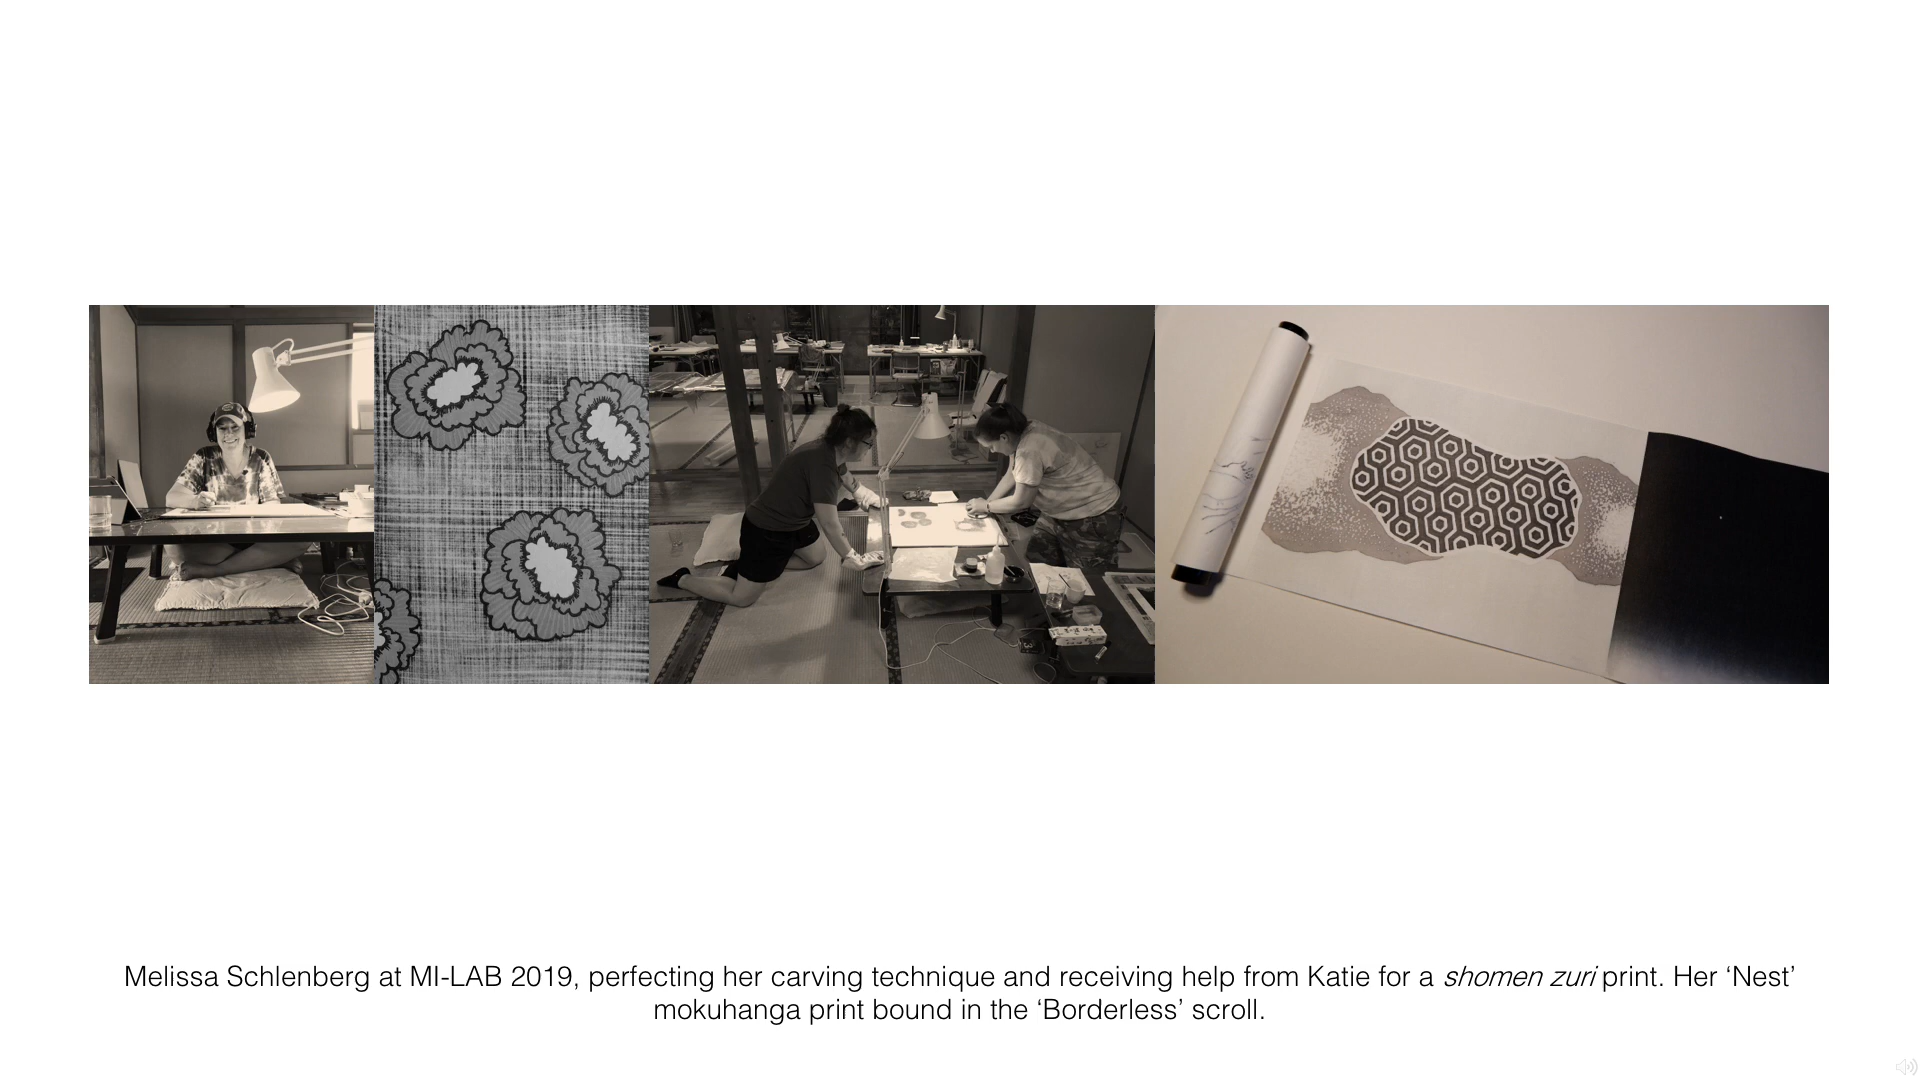 Melissa Schlenberg at MI-LAB 2019, perfecting her carving technique and receiving help from Katie for a shomen zuri print. Her ‘Nest’
mokuhanga print bound in the ‘Borderless’ scroll.